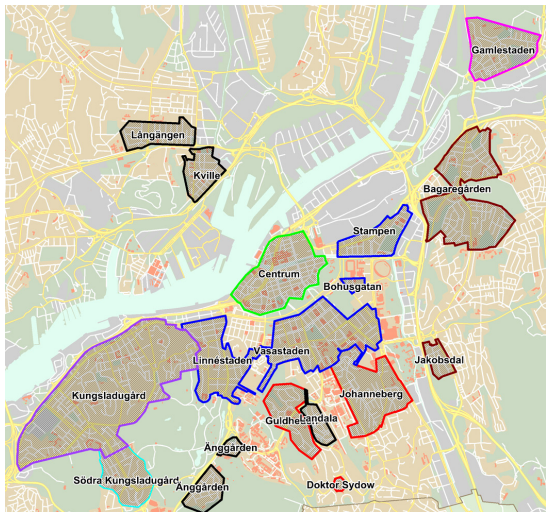 Gamlestaden
Långängen
Kville
Bagaregården
Stampen
Centrum
Bohusgatan
Linnéstaden
Vasastaden
Jakobsdal
Kungsladugård
Johanneberg
Guldheden
Landala
Änggården
Södra Kungsladugård
Änggården
Doktor Sydow